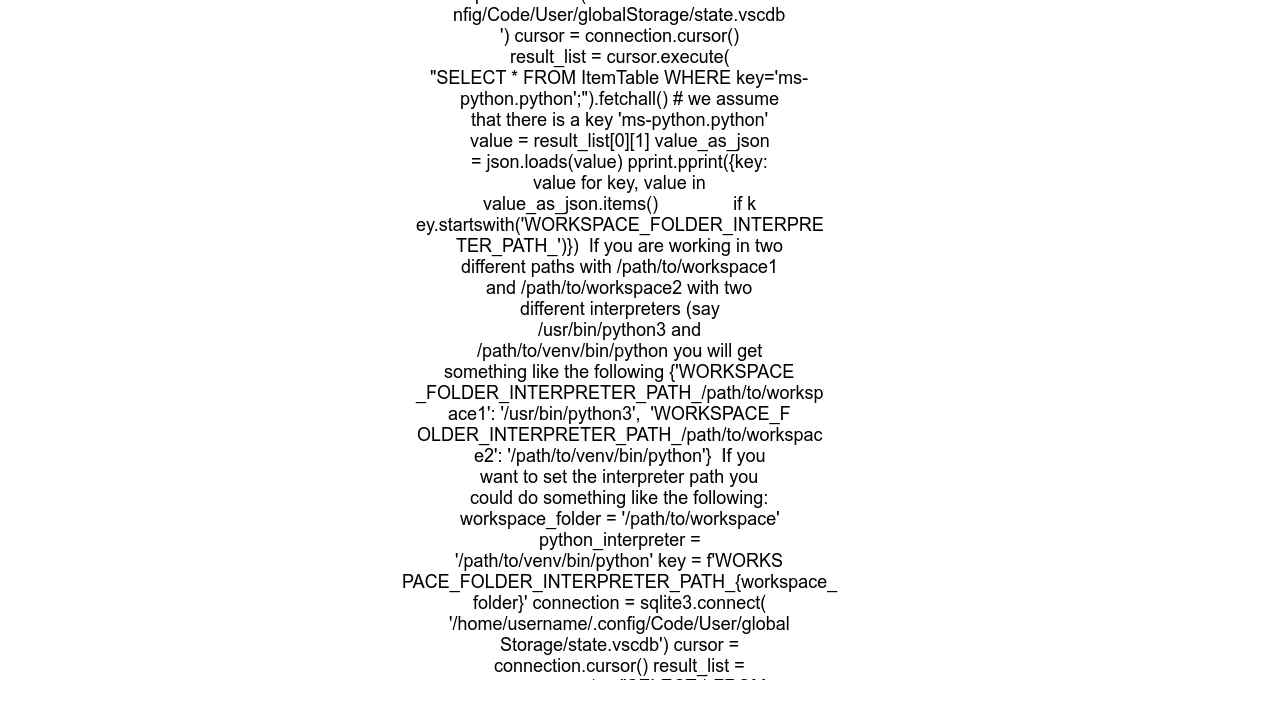 nfig/Code/User/globalStorage/state.vscdb
') cursor = connection.cursor()
result_list = cursor.execute(
"SELECT * FROM ItemTable WHERE key='ms-
python.python';").fetchall() # we assume
that there is a key 'ms-python.python'
value = result_list[0][1] value_as_json
= json.loads(value) pprint.pprint({key:
value for key, value in
value_as_json.items()               if k
ey.startswith('WORKSPACE_FOLDER_INTERPRE
TER_PATH_')})  If you are working in two
different paths with /path/to/workspace1
and /path/to/workspace2 with two
different interpreters (say
/usr/bin/python3 and
/path/to/venv/bin/python you will get
something like the following {'WORKSPACE
_FOLDER_INTERPRETER_PATH_/path/to/worksp
ace1': '/usr/bin/python3',  'WORKSPACE_F
OLDER_INTERPRETER_PATH_/path/to/workspac
e2': '/path/to/venv/bin/python'}  If you
want to set the interpreter path you
could do something like the following:
workspace_folder = '/path/to/workspace'
python_interpreter =
'/path/to/venv/bin/python' key = f'WORKS
PACE_FOLDER_INTERPRETER_PATH_{workspace_
folder}' connection = sqlite3.connect(
'/home/username/.config/Code/User/global
Storage/state.vscdb') cursor =
connection.cursor() result_list =